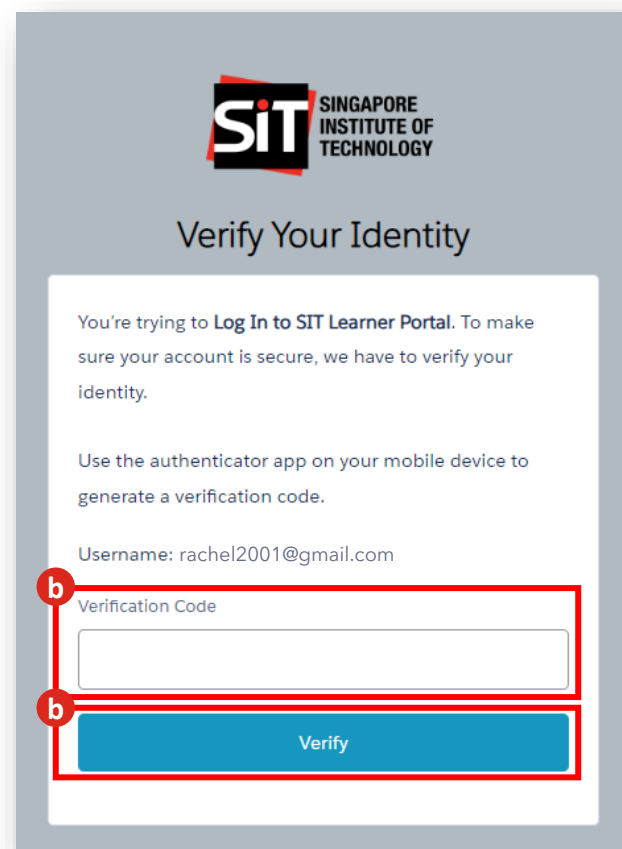 SiT
SINGAPORE
INSTITUTE OF
TECHNOLOGY
Verify Your Identity
You're trying to Log In to SIT Learner Portal. To make
sure your account is secure, we have to verify your
identity.
Use the authenticator app on your mobile device to
generate a verification code.
Username: rachel2001@gmail.com
b
Verification Code
b
Verify